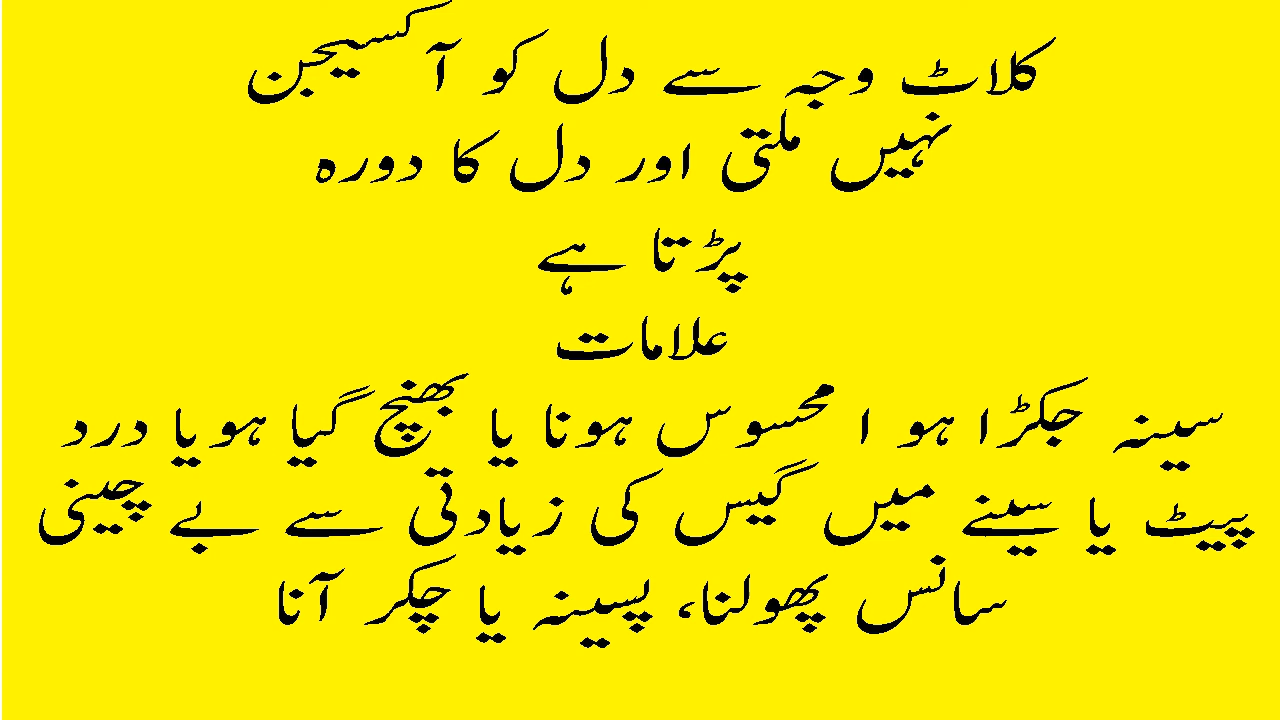 کلاٹ وجہ سے دل کو آکسیجن
نہیں ملتی اور دل کا دورہ
پڑتا ہے
علامات
سینہ جکڑا ہو ا محسوس ہونا یا بھنچ گیا ہویا درد
پیٹ یا سینے میں گیس کی زیادتی سے بے چینی
سانس پھولنا، پسینہ یا چکر آنا